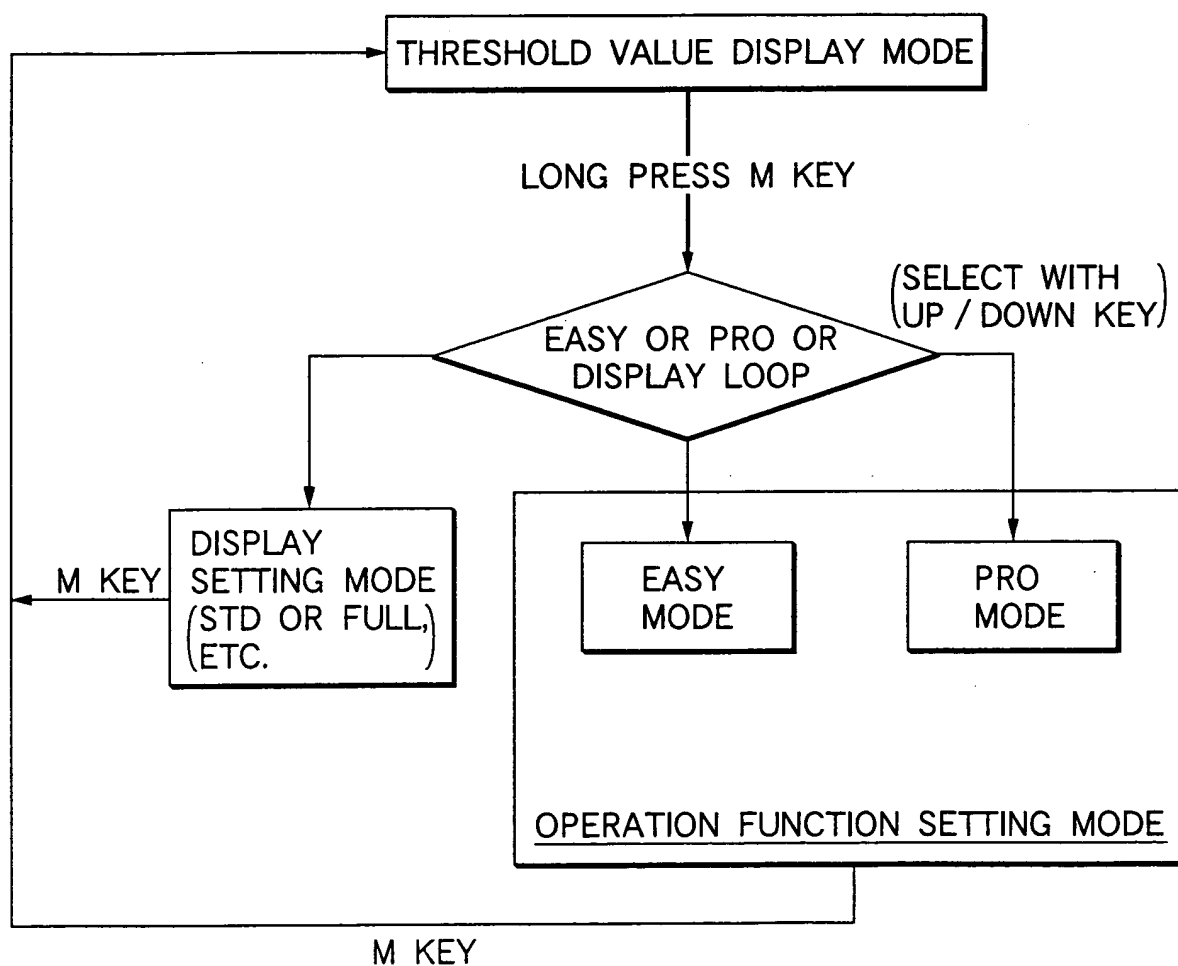 THRESHOLD VALUE DISPLAY MODE
LONG PRESS M KEY
(SELECT WITH
UP / DOWN KEY)
EASY OR PRO OR
DISPLAY LOOP
M KEY
DISPLAY
SETTING MODE
(STD OR FULL,
ETC.)
EASY
MODE
PRO
MODE
OPERATION FUNCTION SETTING MODE
M KEY